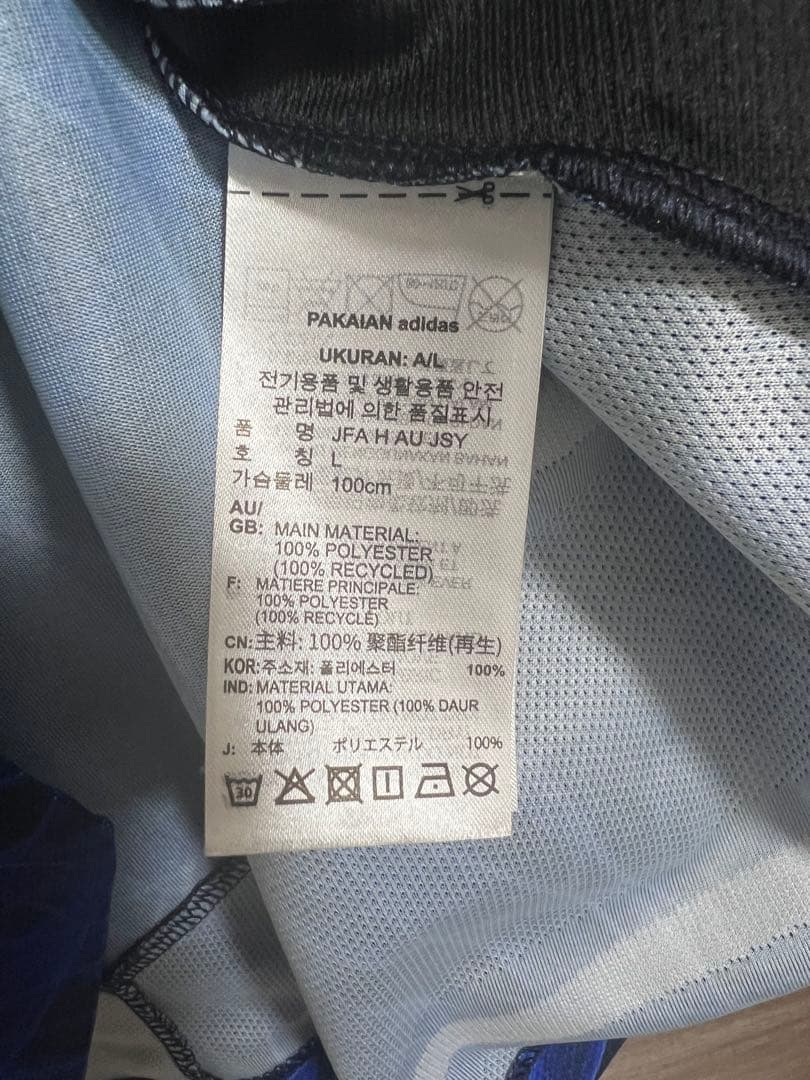 PAKAIAN adidas
UKURAN: A/L
전기용품 및 생활용품 안전
관리법에 의한 품질표시
품 명 JFA H AU JSY
호 칭 L
가슴둘레 100cm
AU/
GB: MAIN MATERIAL:
100% POLYESTER
(100% RECYCLED)
F: MATIERE PRINCIPALE:
100% POLYESTER
(100% RECYCLÉ)
CN: 主料: 100% 聚酯纤维(再生)
KOR: 주소재: 폴리에스터 100%
IND: MATERIAL UTAMA:
100% POLYESTER (100% DAUR
ULANG)
J: 本体 ポリエステル 100%
30